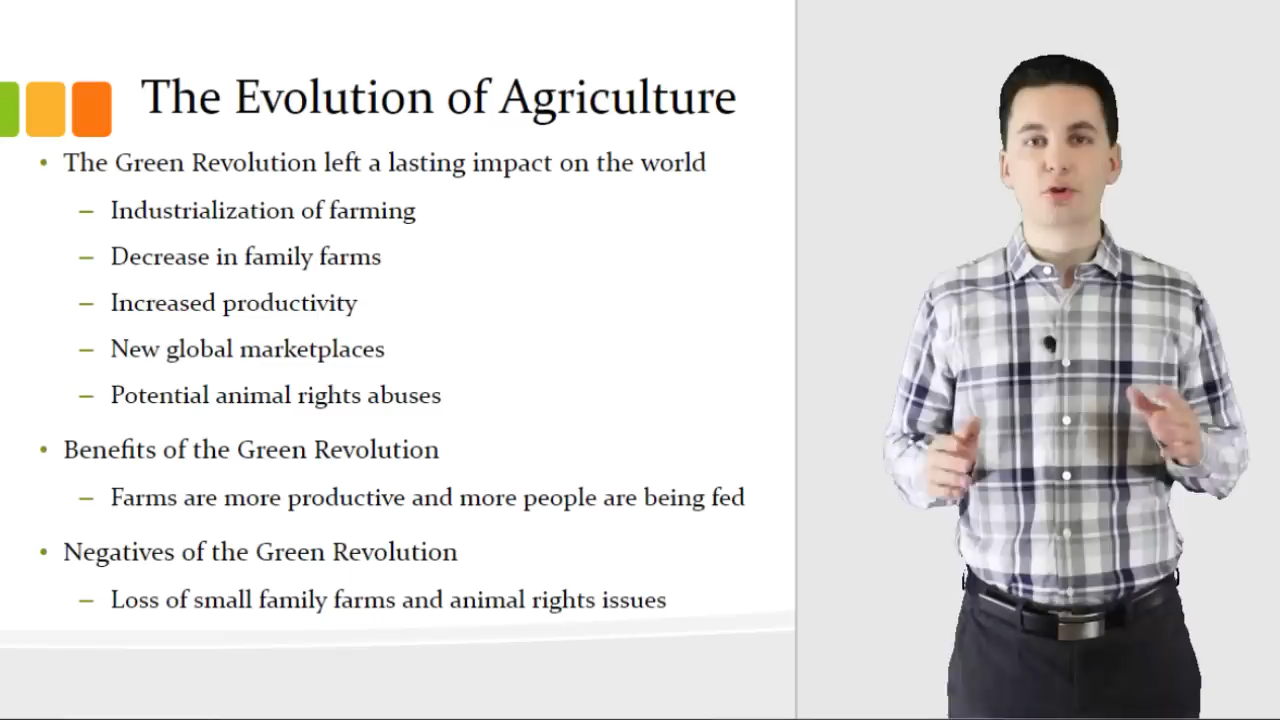 The Evolution of Agriculture
• The Green Revolution left a lasting impact on the world
– Industrialization of farming
– Decrease in family farms
– Increased productivity
– New global marketplaces
– Potential animal rights abuses
• Benefits of the Green Revolution
– Farms are more productive and more people are being fed
• Negatives of the Green Revolution
– Loss of small family farms and animal rights issues